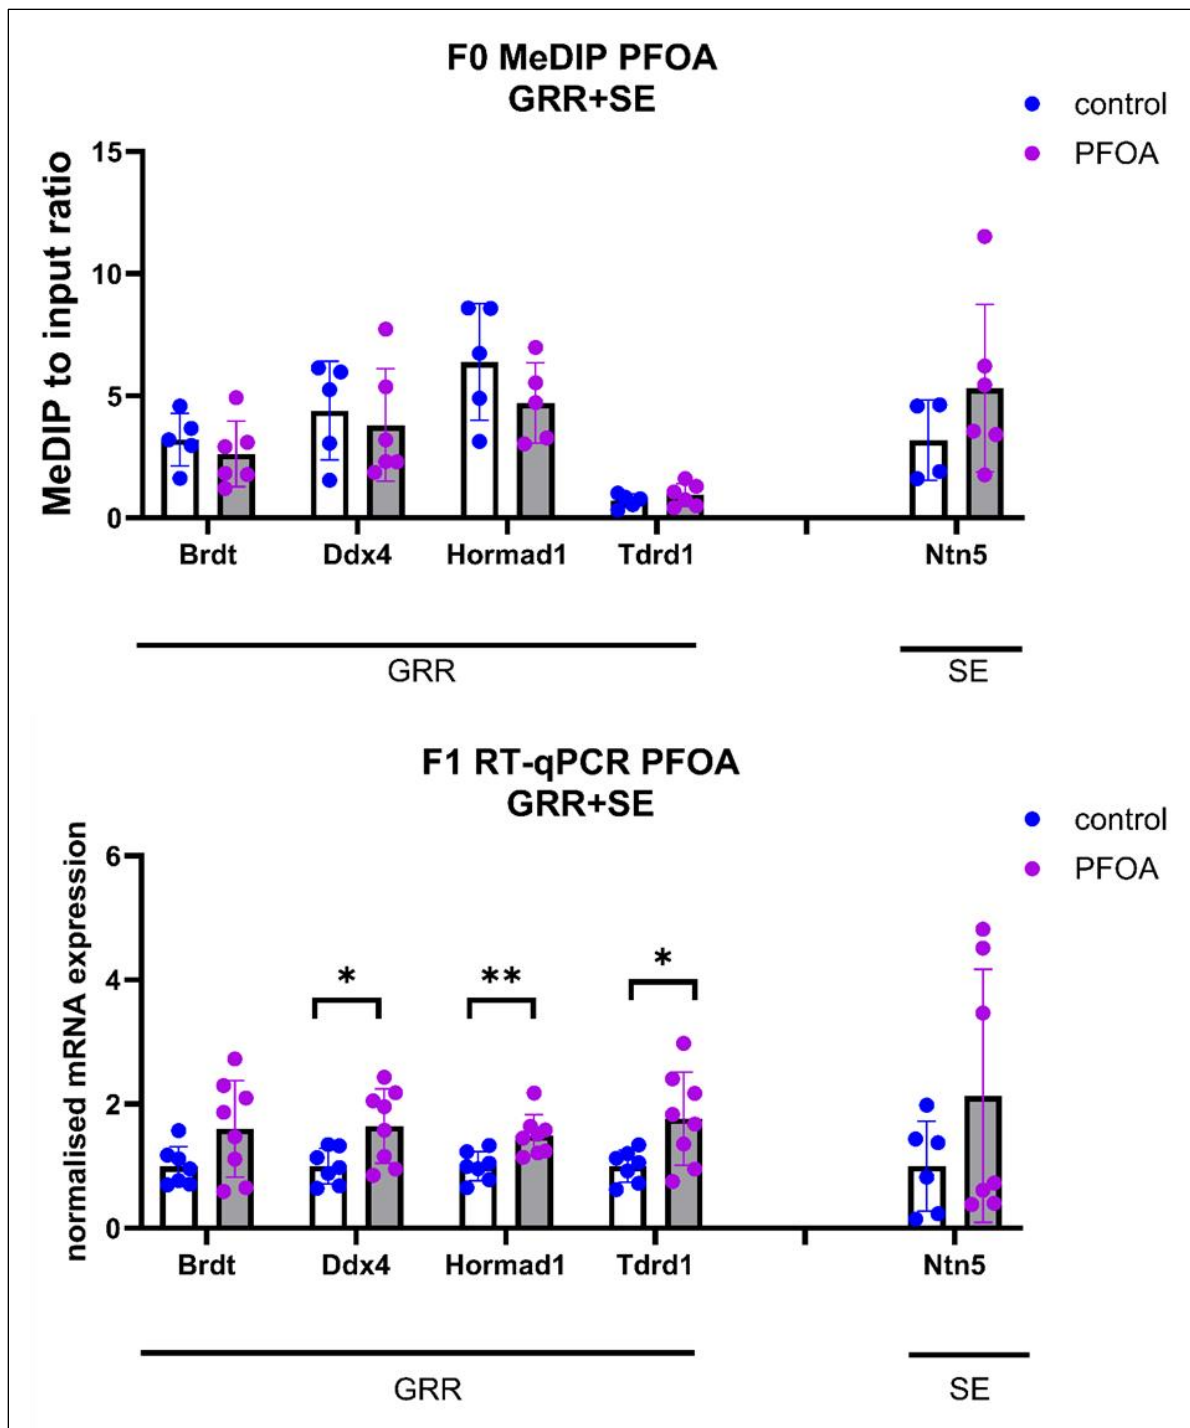 F0 MeDIP PFOA
GRR+SE
control
PFOA
MeDIP to input ratio
15
10
5
0
Brdt Ddx4 Hormad1 Tdrd1 Ntn5
GRR SE
F1 RT-qPCR PFOA
GRR+SE
control
PFOA
normalised mRNA expression
6
4
2
0
* ** *
Brdt Ddx4 Hormad1 Tdrd1 Ntn5
GRR SE